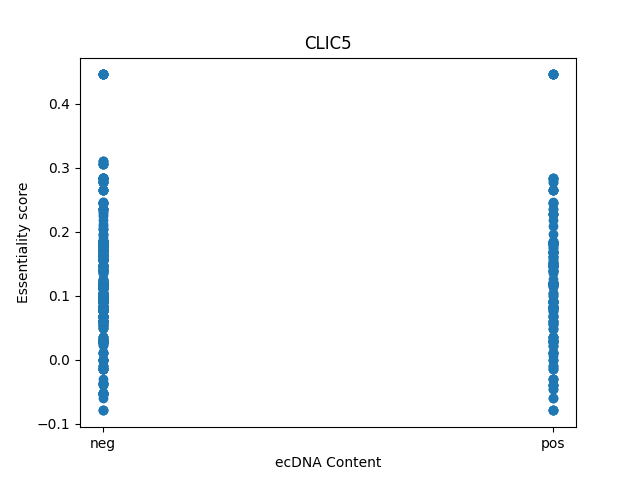 CLIC5
Essentiality score
0.4
0.3
0.2
0.1
0.0
−0.1
neg
pos
ecDNA Content